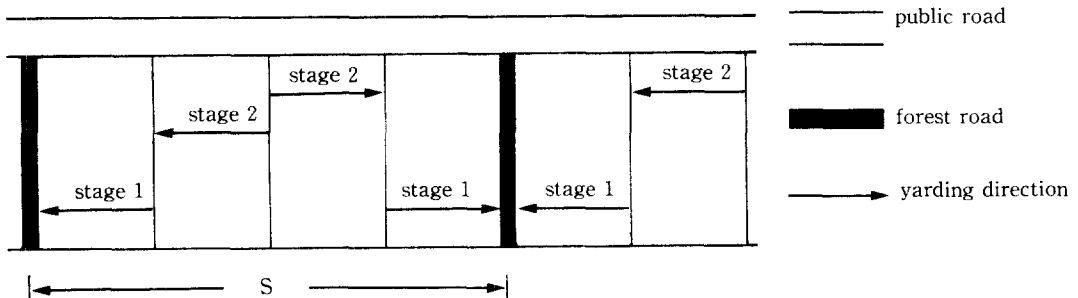 public road
stage 2
stage 2
stage 2
forest road
stage 1
stage 1
stage 1
yarding direction
S